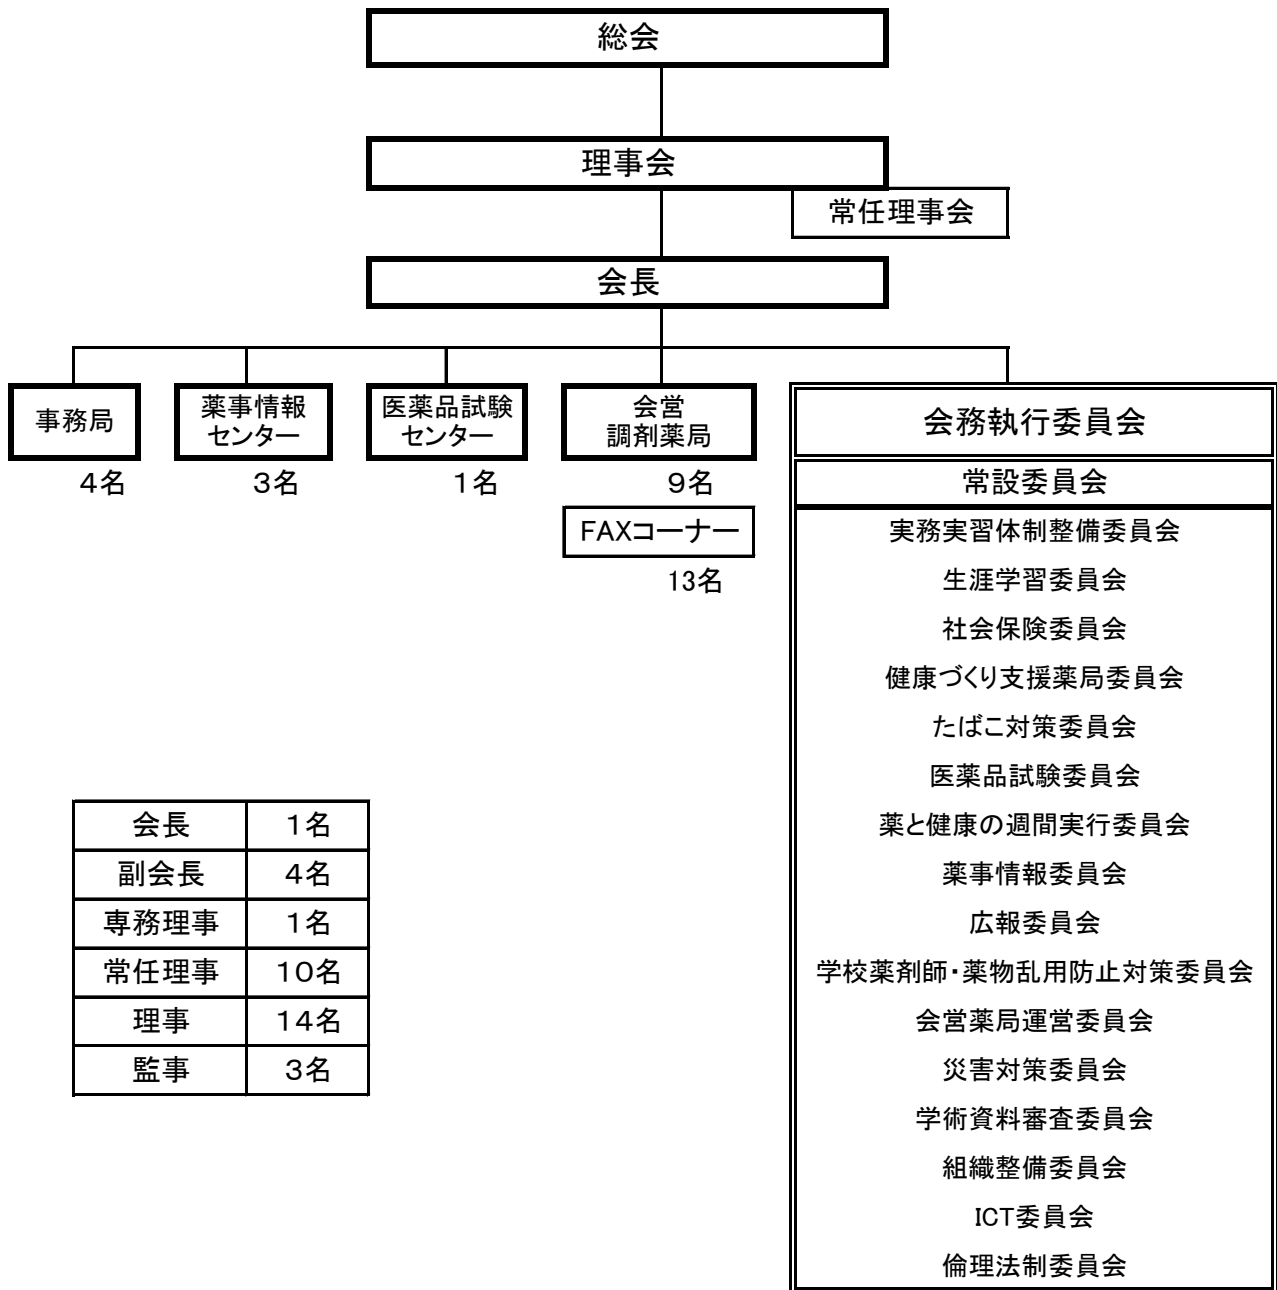 総会
理事会
常任理事会
会長
事務局
4名
薬事情報
センター
3名
医薬品試験
センター
1名
会営
調剤薬局
9名
FAXコーナー
13名
会務執行委員会
常設委員会
実務実習体制整備委員会
生涯学習委員会
社会保険委員会
健康づくり支援薬局委員会
たばこ対策委員会
医薬品試験委員会
薬と健康の週間実行委員会
薬事情報委員会
広報委員会
学校薬剤師・薬物乱用防止対策委員会
会営薬局運営委員会
災害対策委員会
学術資料審査委員会
組織整備委員会
ICT委員会
倫理法制委員会
会長 1名
副会長 4名
専務理事 1名
常任理事 10名
理事 14名
監事 3名